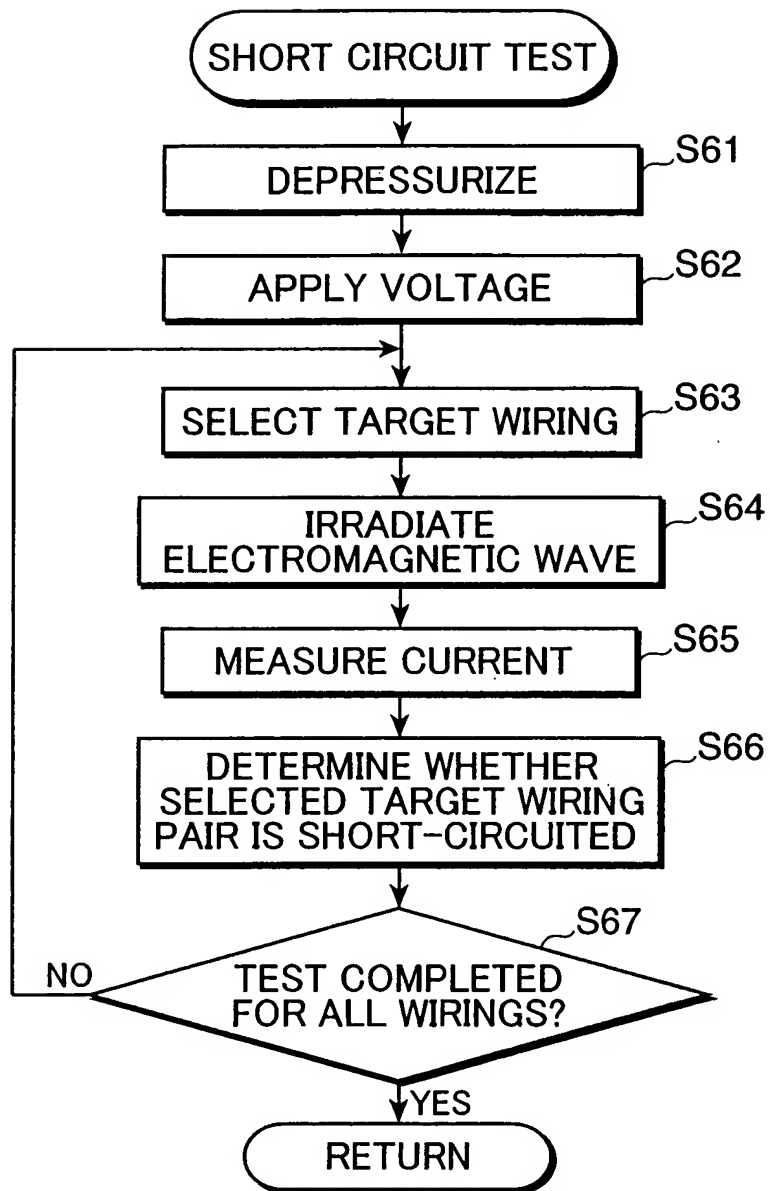 SHORT CIRCUIT TEST
S61
DEPRESSURIZE
S62
APPLY VOLTAGE
S63
SELECT TARGET WIRING
S64
IRRADIATE
ELECTROMAGNETIC WAVE
S65
MEASURE CURRENT
S66
DETERMINE WHETHER
SELECTED TARGET WIRING
PAIR IS SHORT-CIRCUITED
S67
NO
TEST COMPLETED
FOR ALL WIRINGS?
YES
RETURN